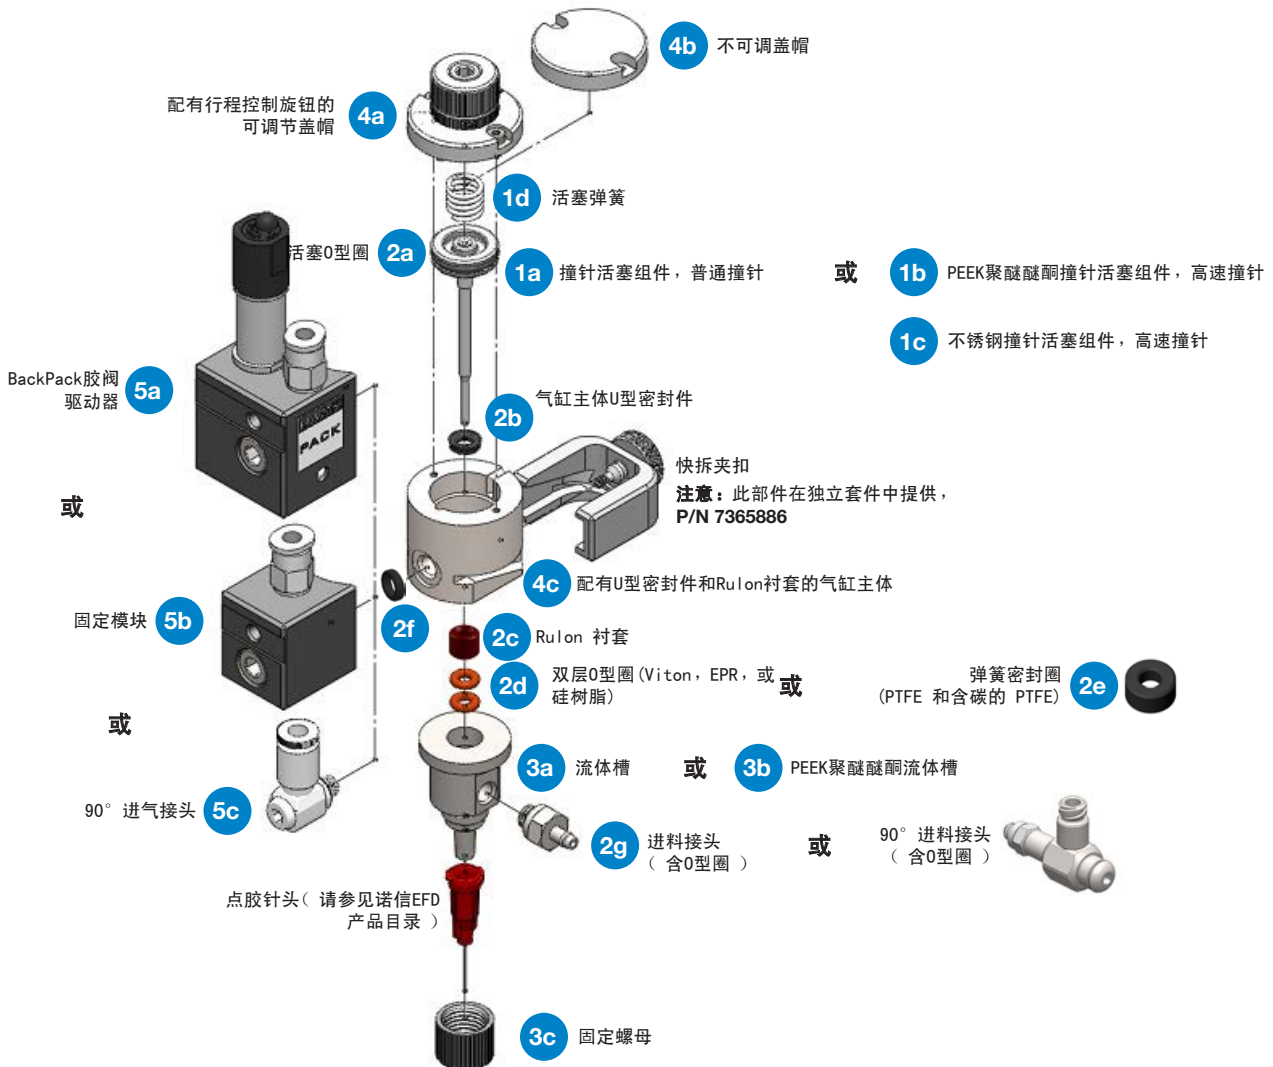 4b 不可调盖帽
配有行程控制旋钮的
可调节盖帽
4a
1d 活塞弹簧
活塞O型圈 2a
1a 撞针活塞组件，普通撞针
或
1b PEEK聚醚醚酮撞针活塞组件，高速撞针
1c 不锈钢撞针活塞组件，高速撞针
BackPack胶阀
驱动器
5a
PACK
2b 气缸主体U型密封件
快拆夹扣
注意：此部件在独立套件中提供，
P/N 7365886
或
4c 配有U型密封件和Rulon衬套的气缸主体
固定模块 5b
2f
2c Rulon 衬套
2d 双层O型圈(Viton，EPR，或
硅树脂)
或
弹簧密封圈
(PTFE 和含碳的 PTFE)
2e
或
3a 流体槽
或
3b PEEK聚醚醚酮流体槽
90° 进气接头 5c
2g 进料接头
（ 含O型圈 ）
或
90° 进料接头
（ 含O型圈 ）
点胶针头（ 请参见诺信EFD
产品目录 ）
3c 固定螺母